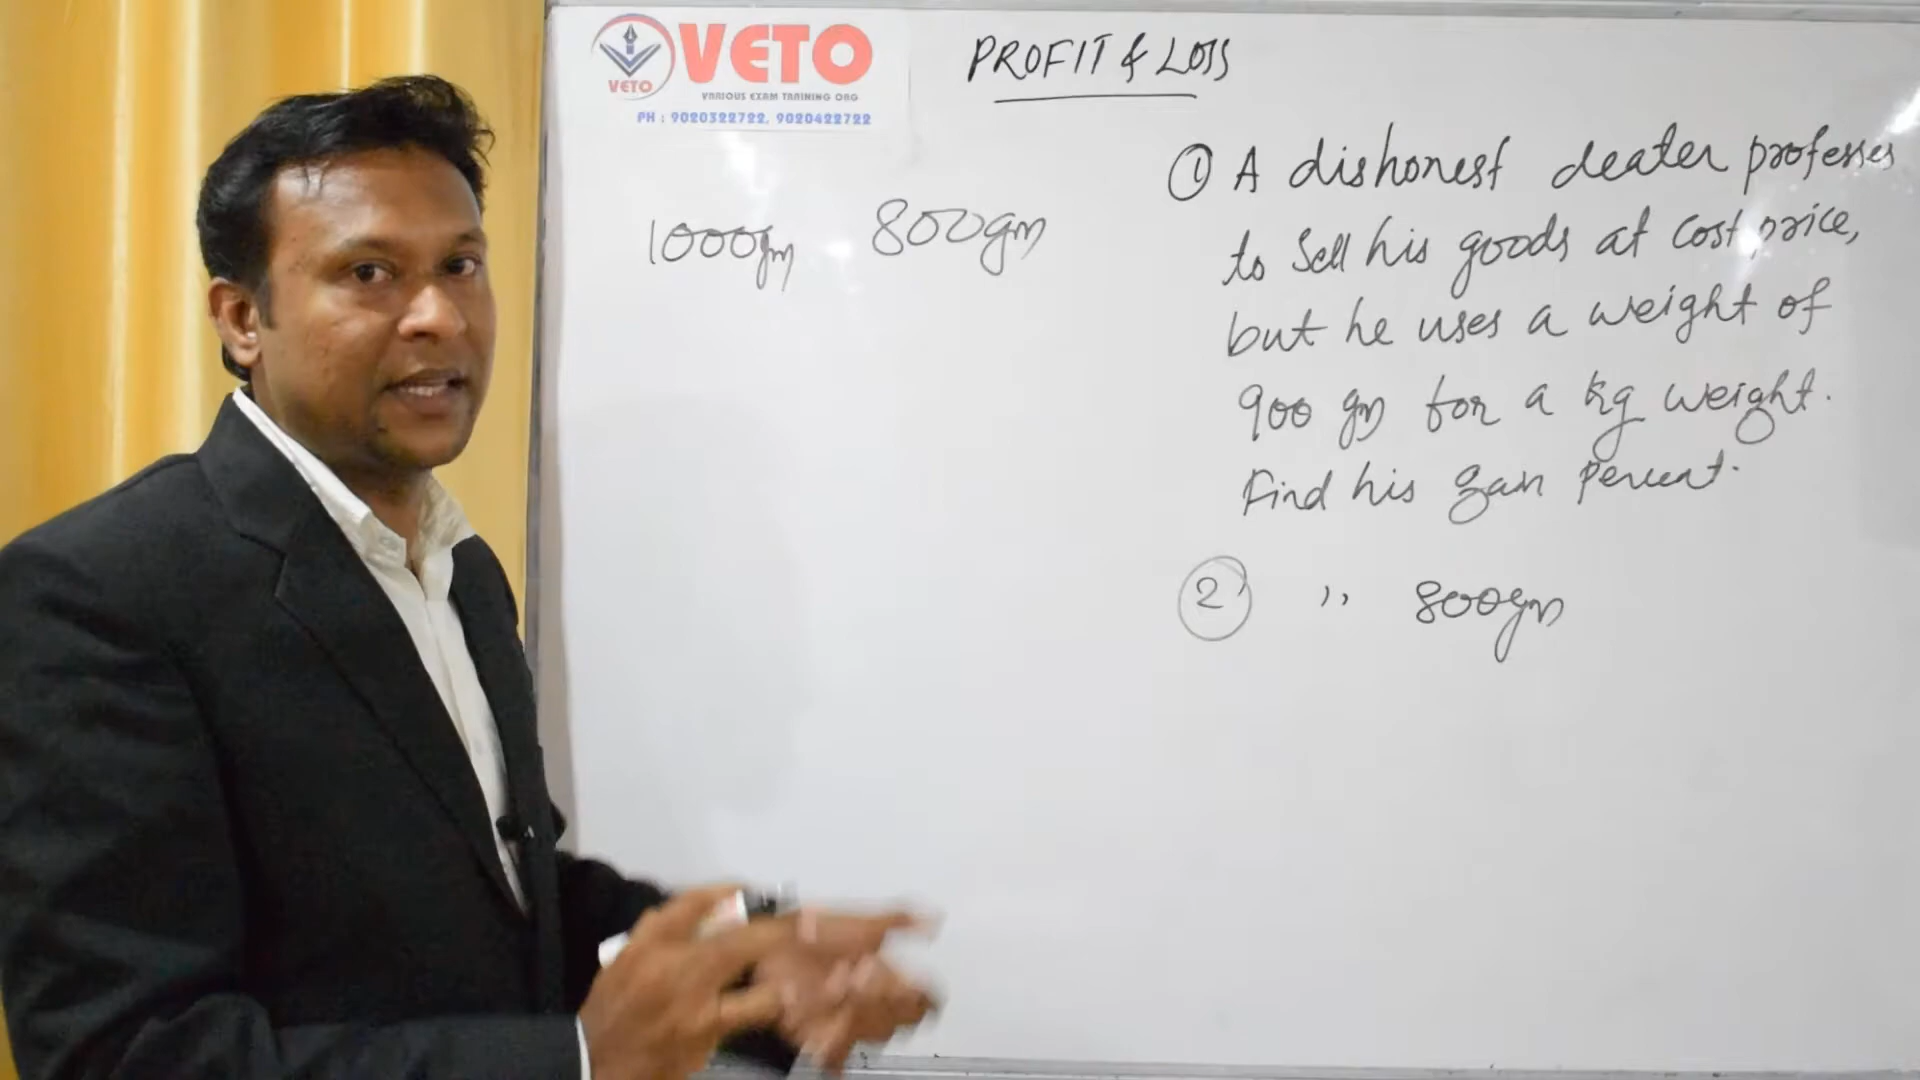 VETO
VETO
VARIOUS EXAM TRAINING ORG
PH : 9020322722, 9020422722
PROFIT & LOSS
1000gm 800gm
① A dishonest dealer professes
to sell his goods at cost price,
but he uses a weight of
900 gm for a kg weight.
Find his gain Percent.
② ,, 800gm